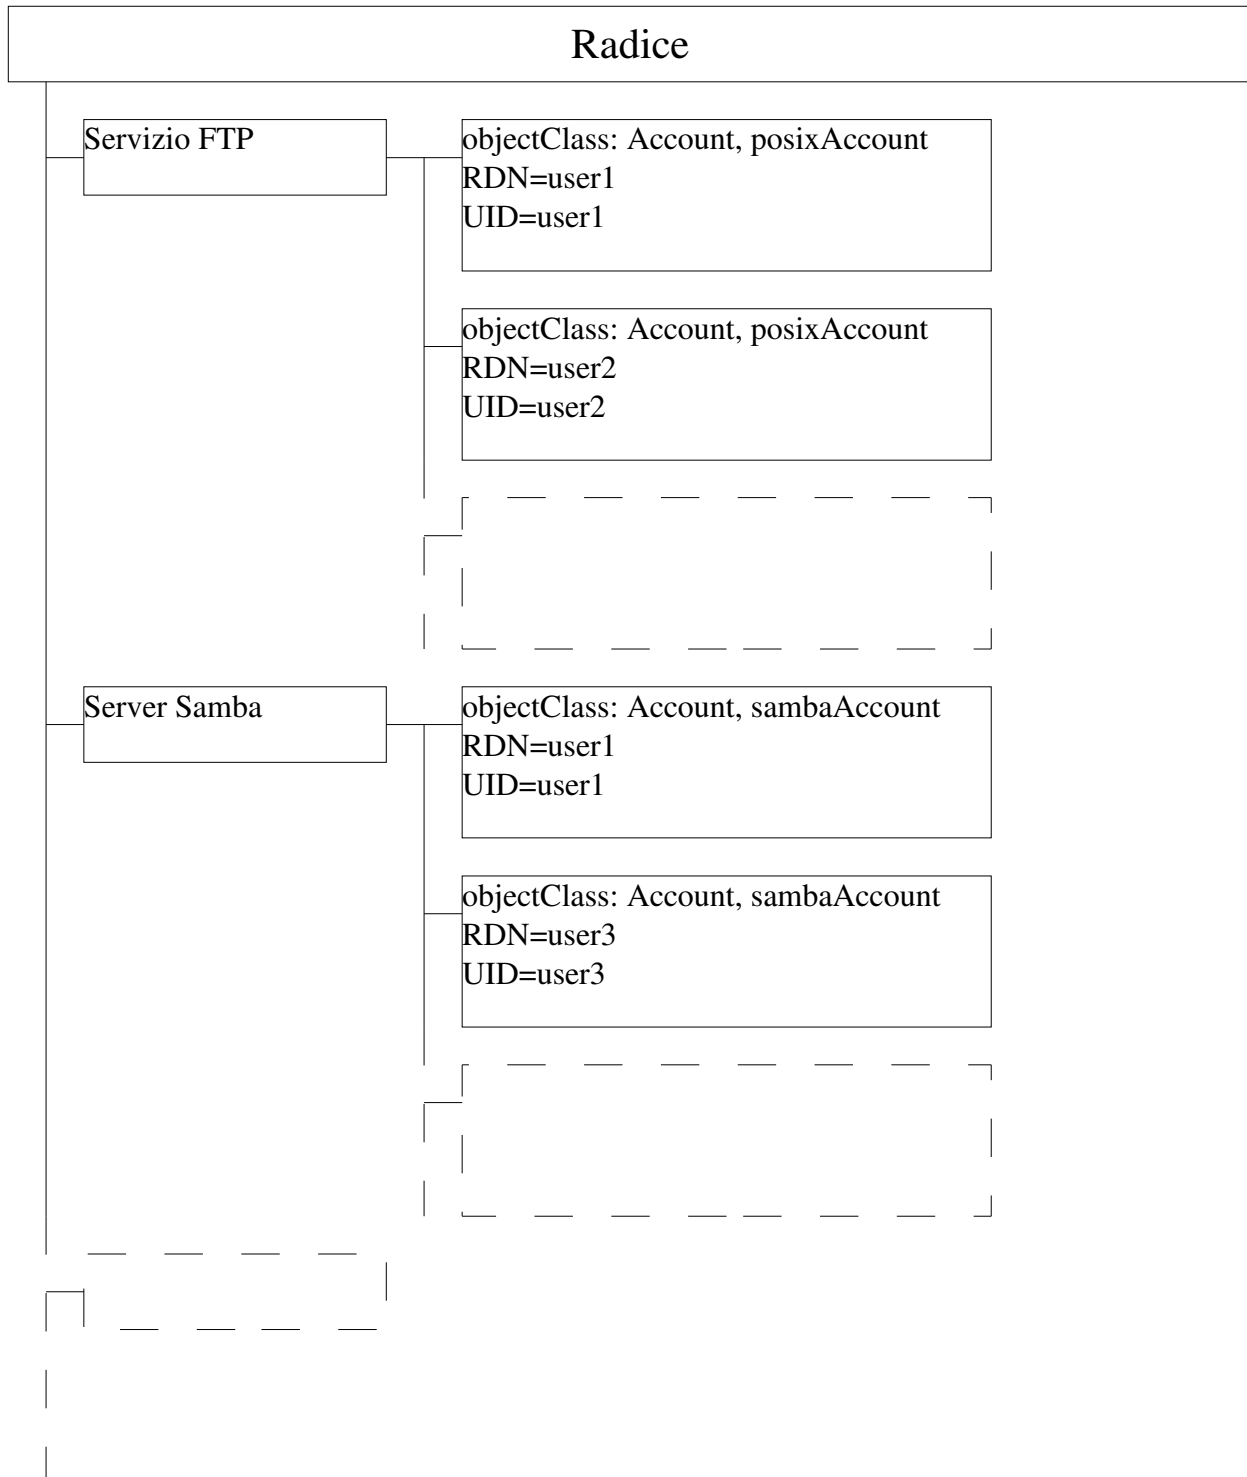 Radice
Servizio FTP
objectClass: Account, posixAccount
RDN=user1
UID=user1
objectClass: Account, posixAccount
RDN=user2
UID=user2
Server Samba
objectClass: Account, sambaAccount
RDN=user1
UID=user1
objectClass: Account, sambaAccount
RDN=user3
UID=user3